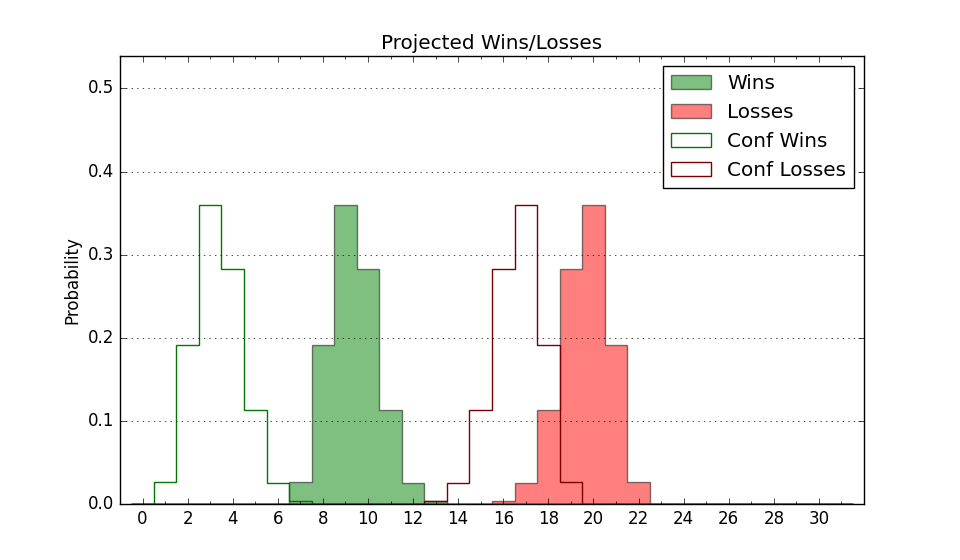 Projected Wins/Losses
Wins
Losses
Conf Wins
Conf Losses
Probability
0.5
0.4
0.3
0.2
0.1
0.0
0 2 4 6 8 10 12 14 16 18 20 22 24 26 28 30